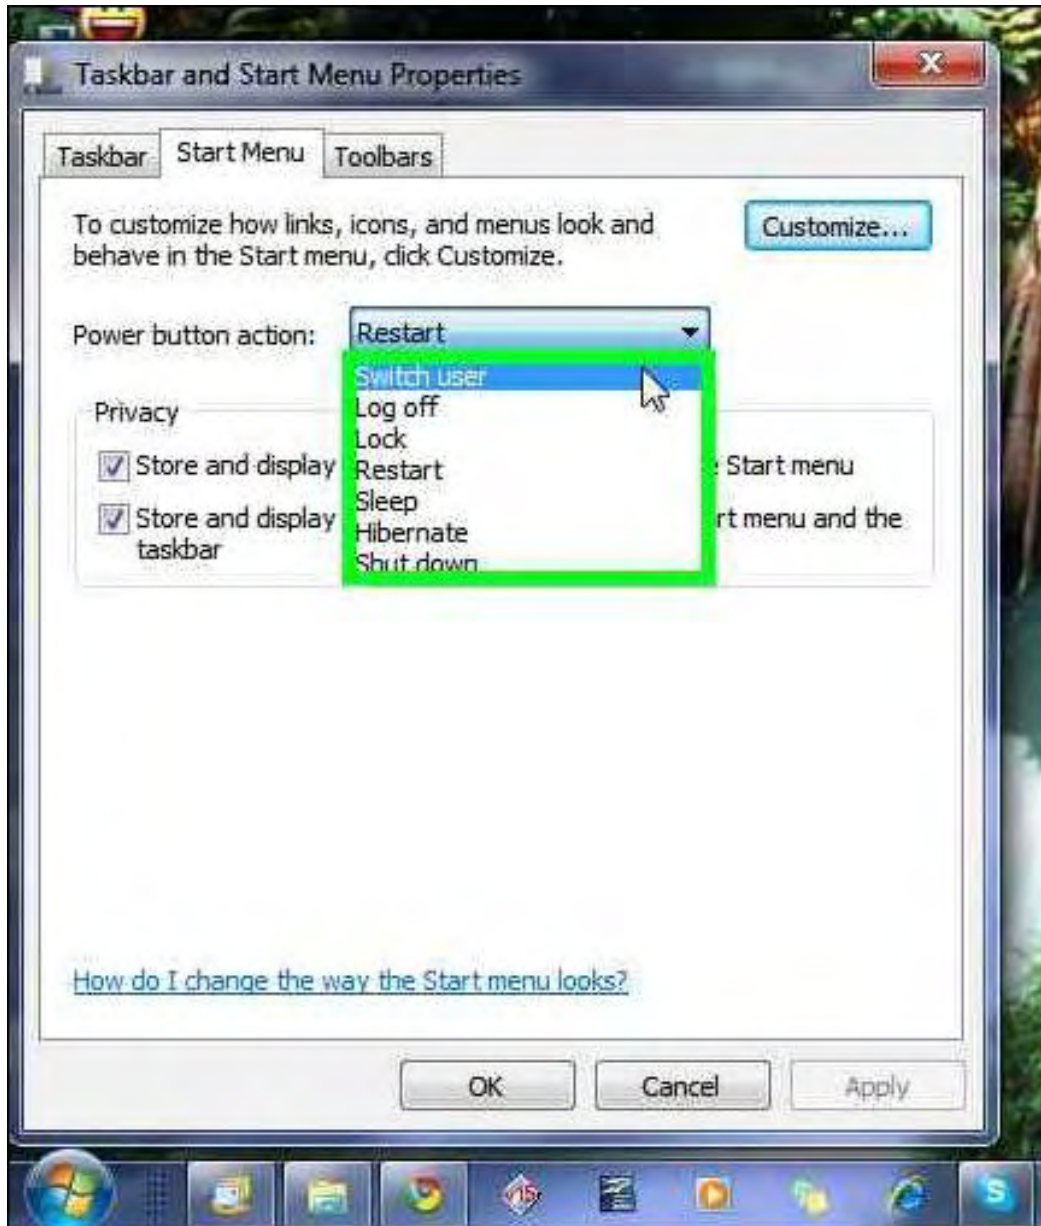 Taskbar and Start Menu Properties
Taskbar Start Menu Toolbars
To customize how links, icons, and menus look and
behave in the Start menu, click Customize.
Customize...
Power button action: Restart
Switch user
Log off
Lock
Restart
Sleep
Hibernate
Shut down
Privacy
Store and display
Start menu
Store and display
rt menu and the
taskbar
How do I change the way the Start menu looks?
OK Cancel Apply